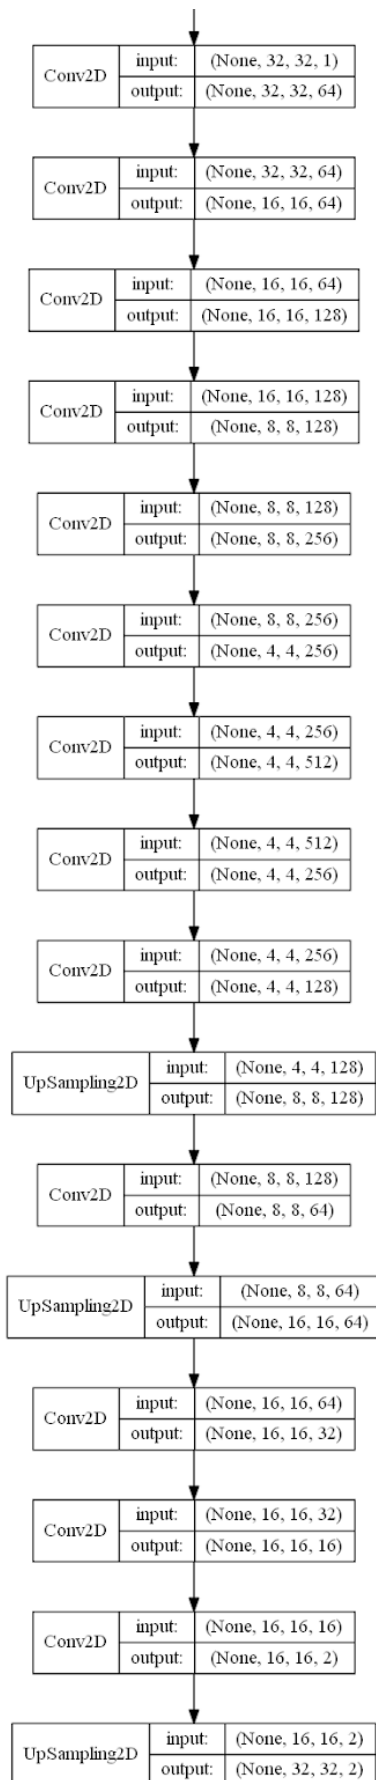 Conv2D
input: (None, 32, 32, 1)
output: (None, 32, 32, 64)
Conv2D
input: (None, 32, 32, 64)
output: (None, 16, 16, 64)
Conv2D
input: (None, 16, 16, 64)
output: (None, 16, 16, 128)
Conv2D
input: (None, 16, 16, 128)
output: (None, 8, 8, 128)
Conv2D
input: (None, 8, 8, 128)
output: (None, 8, 8, 256)
Conv2D
input: (None, 8, 8, 256)
output: (None, 4, 4, 256)
Conv2D
input: (None, 4, 4, 256)
output: (None, 4, 4, 512)
Conv2D
input: (None, 4, 4, 512)
output: (None, 4, 4, 256)
Conv2D
input: (None, 4, 4, 256)
output: (None, 4, 4, 128)
UpSampling2D
input: (None, 4, 4, 128)
output: (None, 8, 8, 128)
Conv2D
input: (None, 8, 8, 128)
output: (None, 8, 8, 64)
UpSampling2D
input: (None, 8, 8, 64)
output: (None, 16, 16, 64)
Conv2D
input: (None, 16, 16, 64)
output: (None, 16, 16, 32)
Conv2D
input: (None, 16, 16, 32)
output: (None, 16, 16, 16)
Conv2D
input: (None, 16, 16, 16)
output: (None, 16, 16, 2)
UpSampling2D
input: (None, 16, 16, 2)
output: (None, 32, 32, 2)